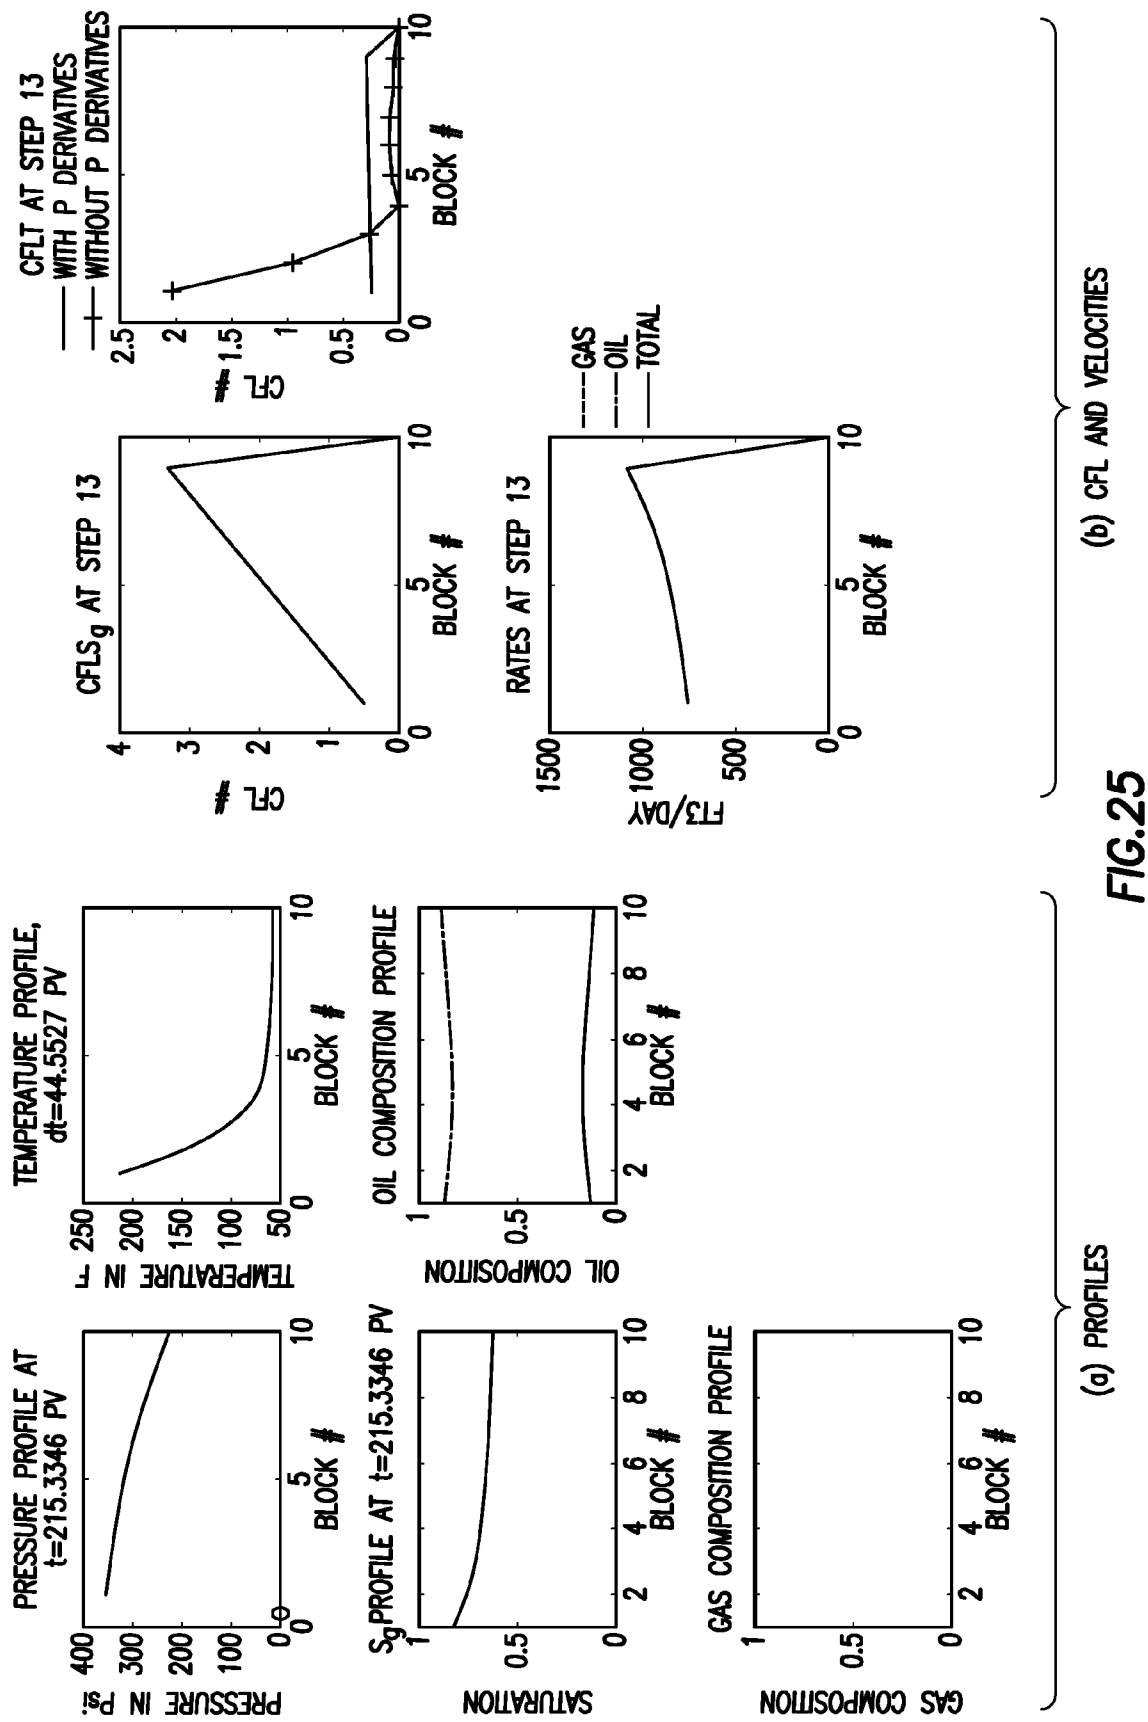 PRESSURE PROFILE AT
t=215.3346 PV
PRESSURE IN Psi
400
300
200
100
0
0
5
10
BLOCK #
TEMPERATURE PROFILE,
dt=44.5527 PV
TEMPERATURE IN F
250
200
150
100
50
0
5
10
BLOCK #
Sg PROFILE AT t=215.3346 PV
SATURATION
1
0.5
0
2
4
6
8
10
BLOCK #
OIL COMPOSITION PROFILE
OIL COMPOSIITON
1
0.5
0
2
4
6
8
10
BLOCK #
GAS COMPOSITION PROFILE
GAS COMPOSITION
1
0.5
0
2
4
6
8
10
BLOCK #
(a) PROFILES
CFLSg AT STEP 13
CFL #
4
3
2
1
0
0
5
10
BLOCK #
CFLT AT STEP 13
WITH P DERIVATIVES
WITHOUT P DERIVATIVES
CFL #
2.5
2
1.5
1
0.5
0
0
5
10
BLOCK #
RATES AT STEP 13
FT3/DAY
1500
1000
500
0
0
5
10
BLOCK #
GAS
OIL
TOTAL
(b) CFL AND VELOCITIES
FIG.25